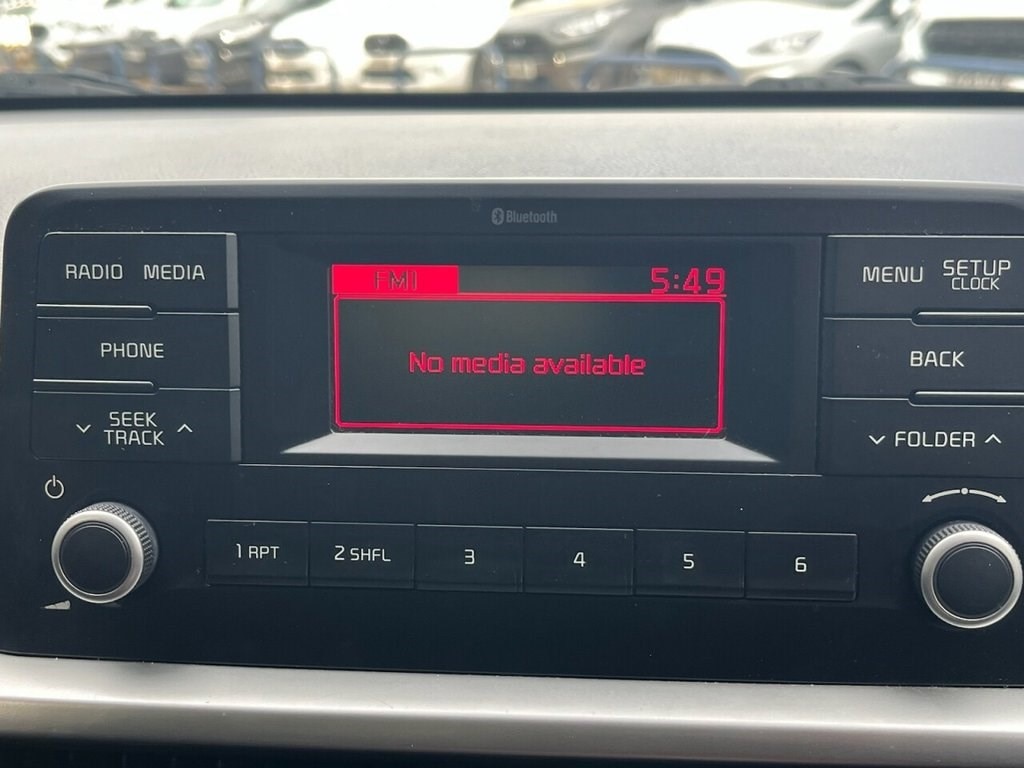 Bluetooth
RADIO MEDIA
MENU SETUP
CLOCK
FM1 5:49
PHONE
No media available
BACK
SEEK
TRACK
FOLDER
1 RPT 2 SHFL 3 4 5 6